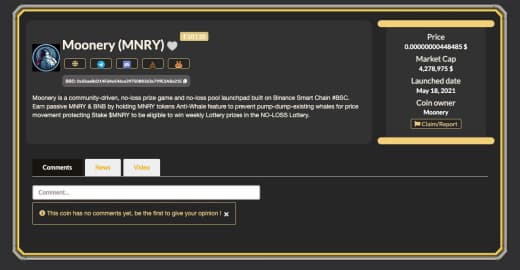 Moonery (MNRY)
Price
0.00000000448485 $
Market Cap
4,278,975 $
Launched date
May 18, 2021
Coin owner
Moonery
Claim/Report
Moonery is a community-driven, no-loss prize game and no-loss pool launchpad built on Binance Smart Chain #BSC.
Earn passive MNRY & BNB by holding MNRY tokens Anti-Whale feature to prevent pump-dump-existing whales for price
movement protecting Stake $MNRY to be eligible to win weekly Lottery prizes in the NO-LOSS Lottery.
Comments
News
Video
Comment...
This coin has no comments yet, be the first to give your opinion !